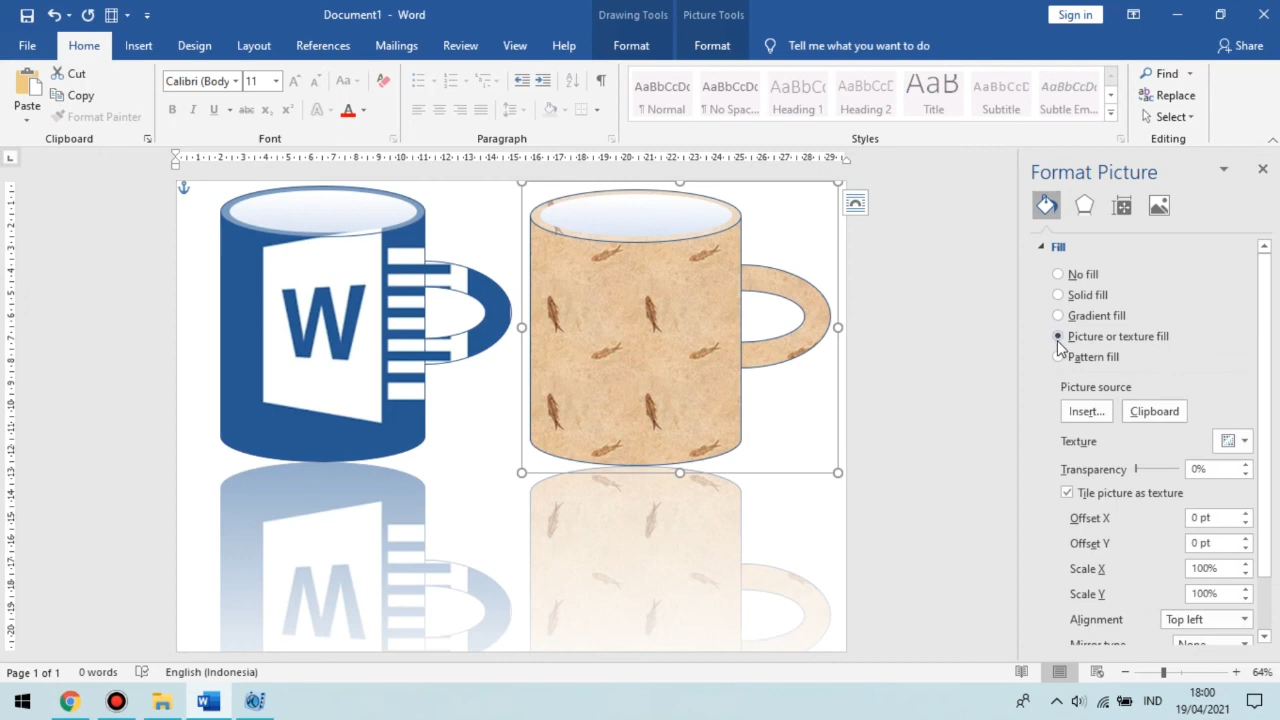 Document1 - Word
Drawing Tools
Picture Tools
Sign in
File
Home
Insert
Design
Layout
References
Mailings
Review
View
Help
Format
Format
Tell me what you want to do
Share
Paste
Cut
Copy
Format Painter
Clipboard
Calibri (Body
11
Font
Paragraph
AaBbCcDc
¶ Normal
AaBbCcDc
¶ No Spac...
AaBbCc
Heading 1
AaBbCcC
Heading 2
AaB
Title
AaBbCcC
Subtitle
AaBbCcDc
Subtle Em...
Styles
Find
Replace
Select
Editing
Format Picture
Fill
No fill
Solid fill
Gradient fill
Picture or texture fill
Pattern fill
Picture source
Insert...
Clipboard
Texture
Transparency
0%
Tile picture as texture
Offset X
0 pt
Offset Y
0 pt
Scale X
100%
Scale Y
100%
Alignment
Top left
Mirror type
None
W
Page 1 of 1
0 words
English (Indonesia)
64%
IND
18:00
19/04/2021